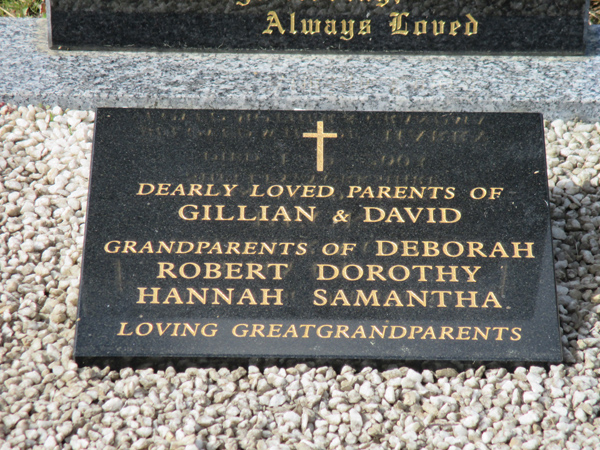 Always Loved
DEARLY LOVED PARENTS OF
GILLIAN & DAVID
GRANDPARENTS OF DEBORAH
ROBERT DOROTHY
HANNAH SAMANTHA
LOVING GREATGRANDPARENTS